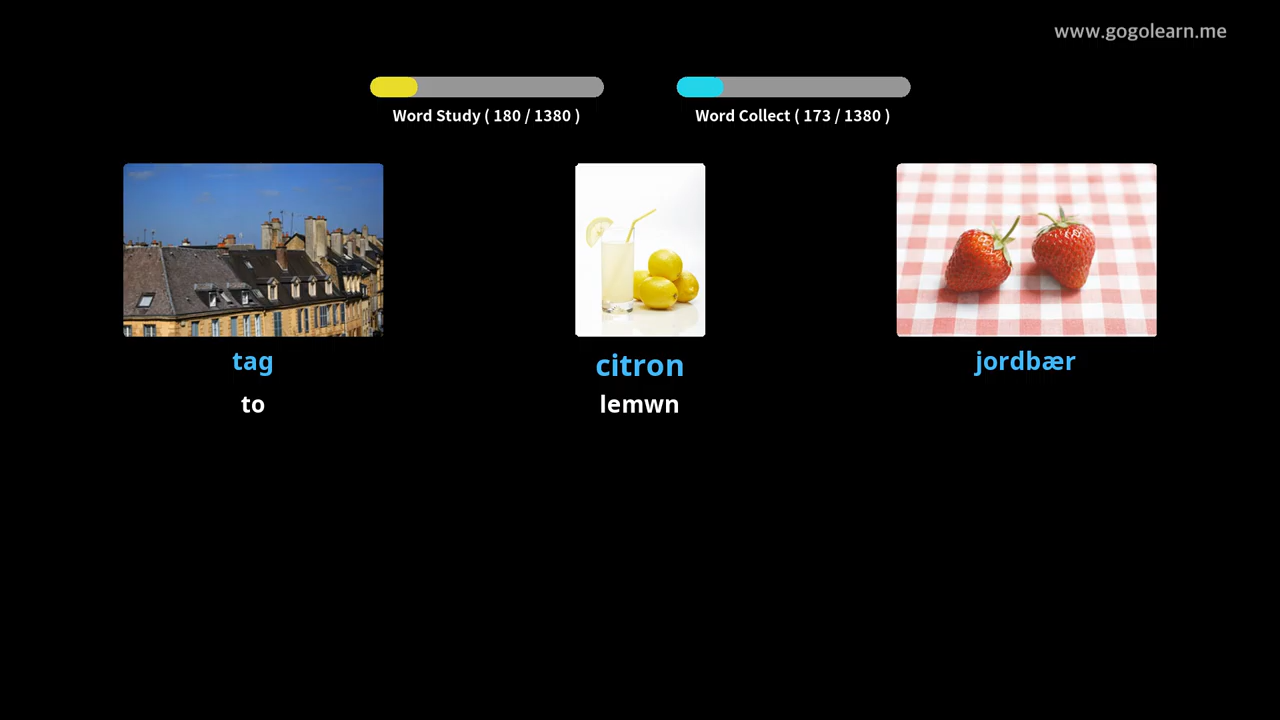 www.gogolearn.me
Word Study ( 180 / 1380 )
Word Collect ( 173 / 1380 )
tag
citron
jordbær
to
lemwn